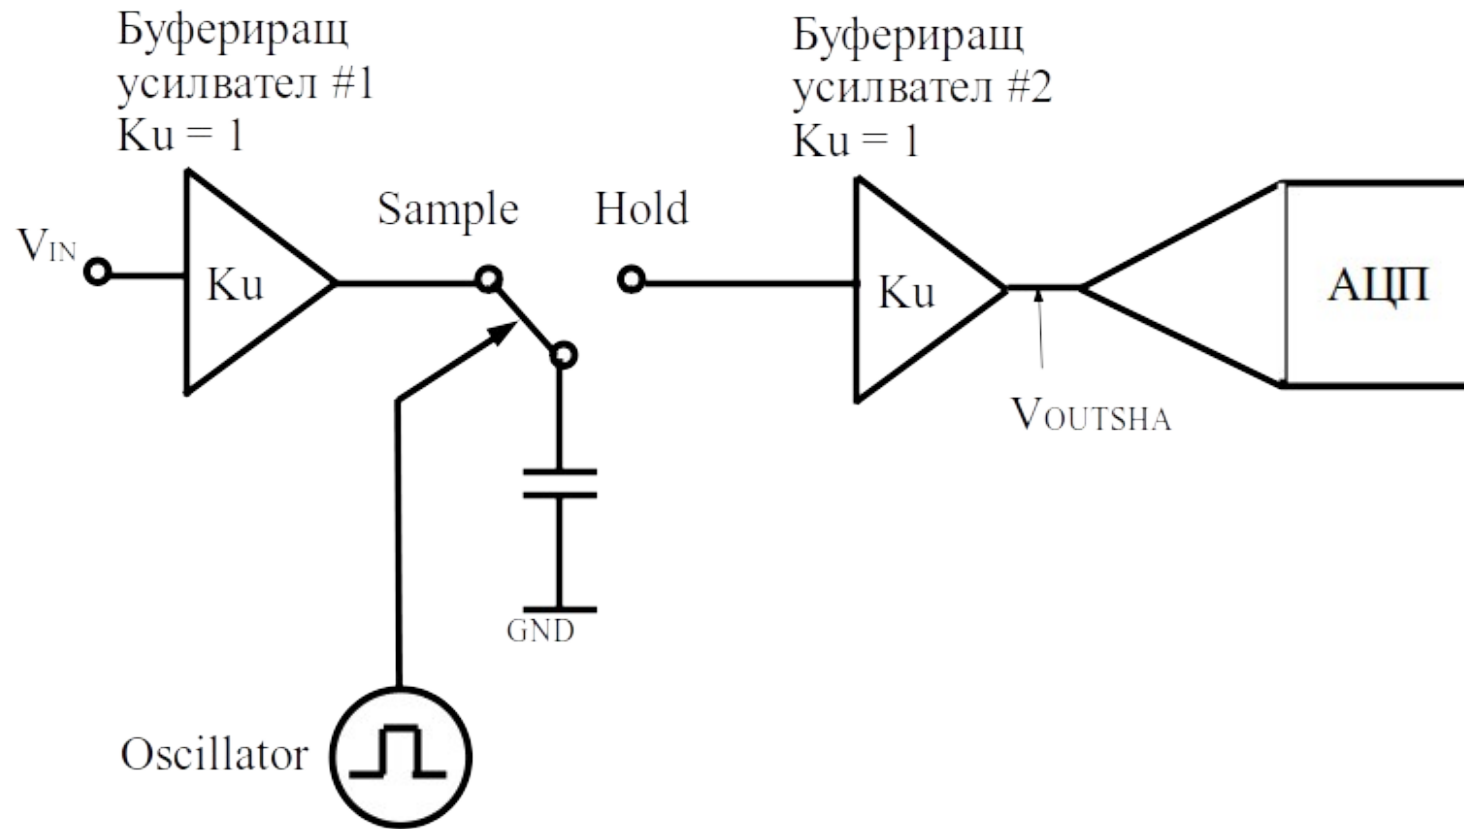 Буфериращ
усилвател #1
Ku = 1
Буфериращ
усилвател #2
Ku = 1
Sample
Hold
VIN
Ku
Ku
АЦП
VOUTSHA
GND
Oscillator